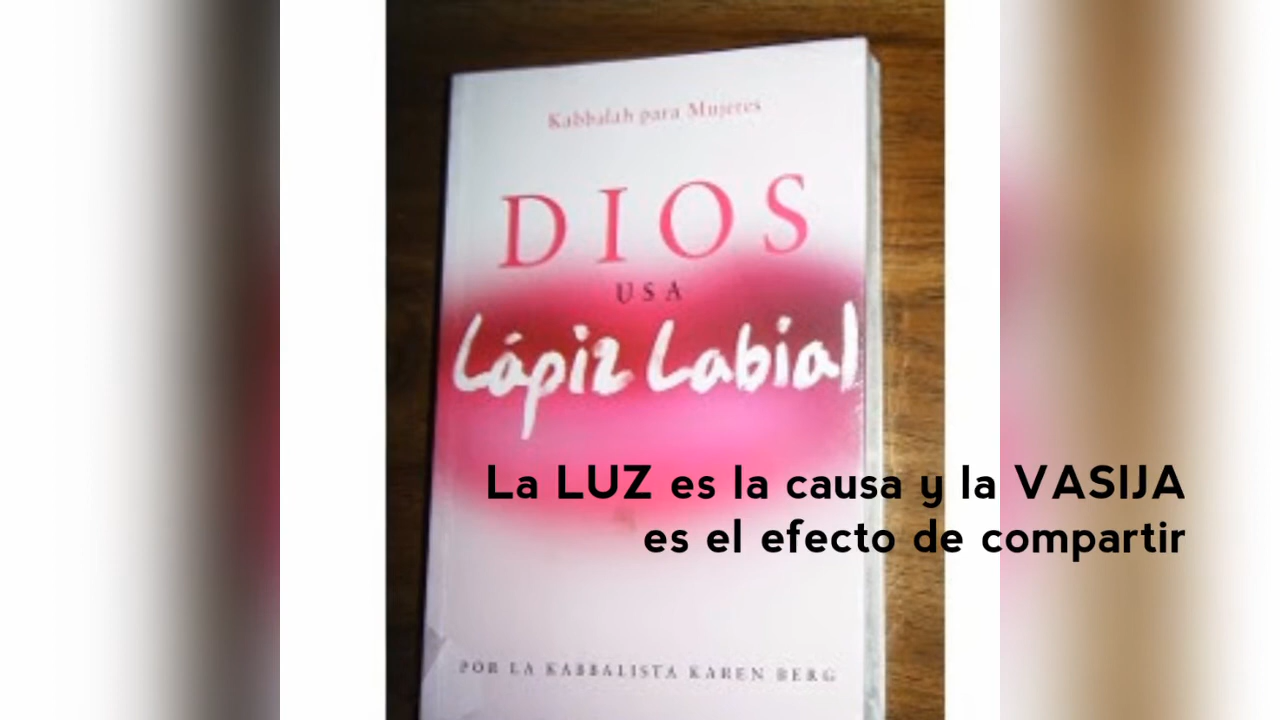 Kabbalah para Mujeres
DIOS
USA
Lápiz Labial
La LUZ es la causa y la VASIJA
es el efecto de compartir
POR LA KABBALISTA KAREN BERG